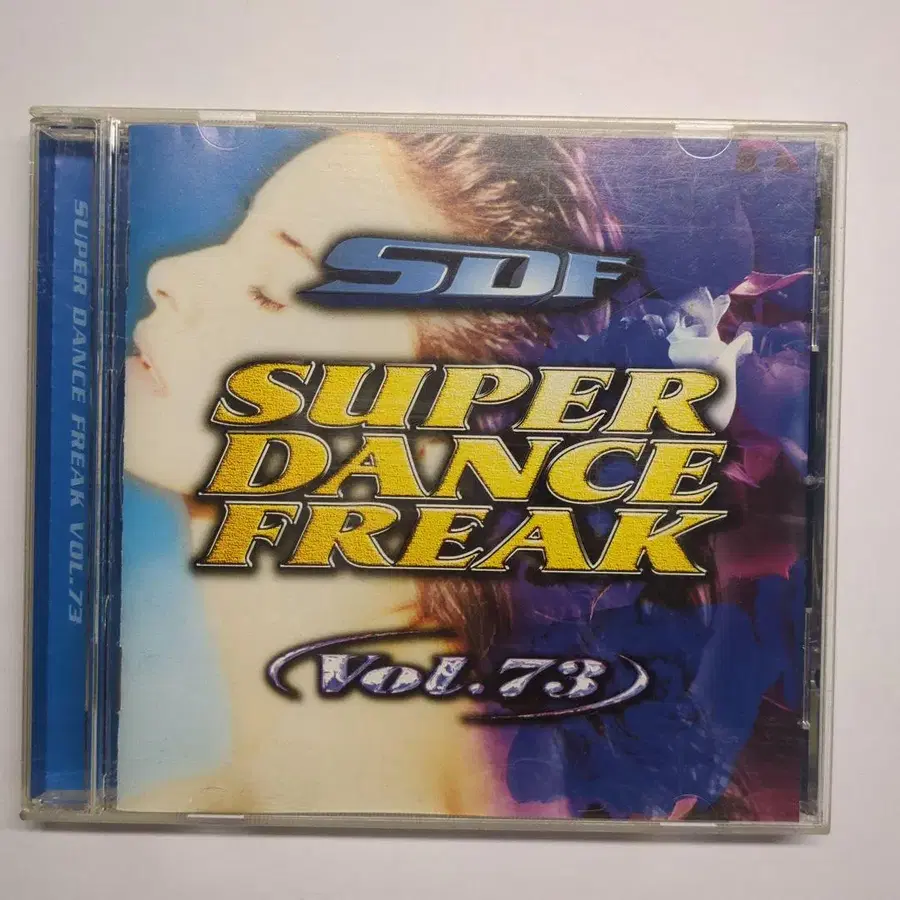 SUPER DANCE FREAK VOL.73
SDF
SUPER
DANCE
FREAK
Vol.73